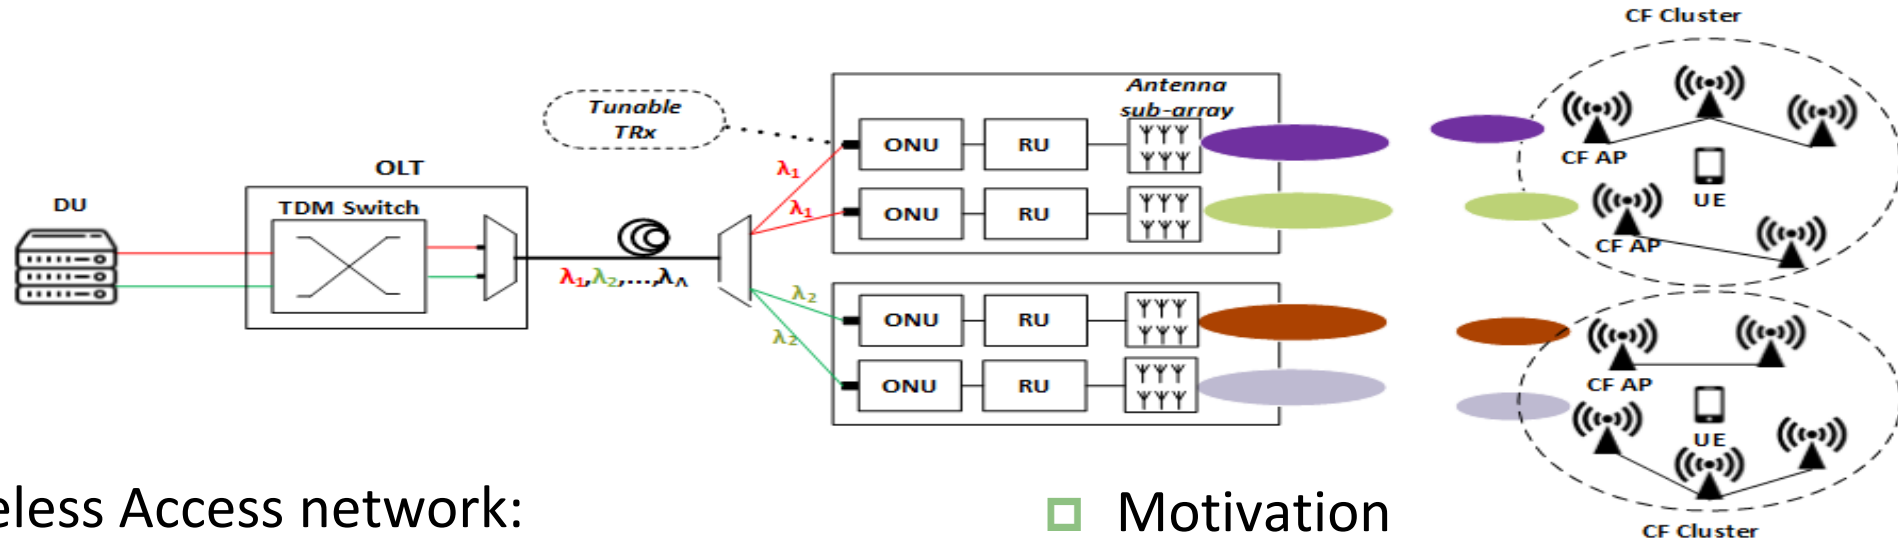 CF Cluster
Antenna
sub-array
Tunable
TRx
ONU
RU
CF AP
λ₁
OLT
UE
λ₁
DU
TDM Switch
ONU
RU
CF AP
λ₁,λ₂,...,λΛ
λ₂
ONU
RU
λ₂
CF AP
ONU
RU
UE
eless Access network:
Motivation
CF Cluster